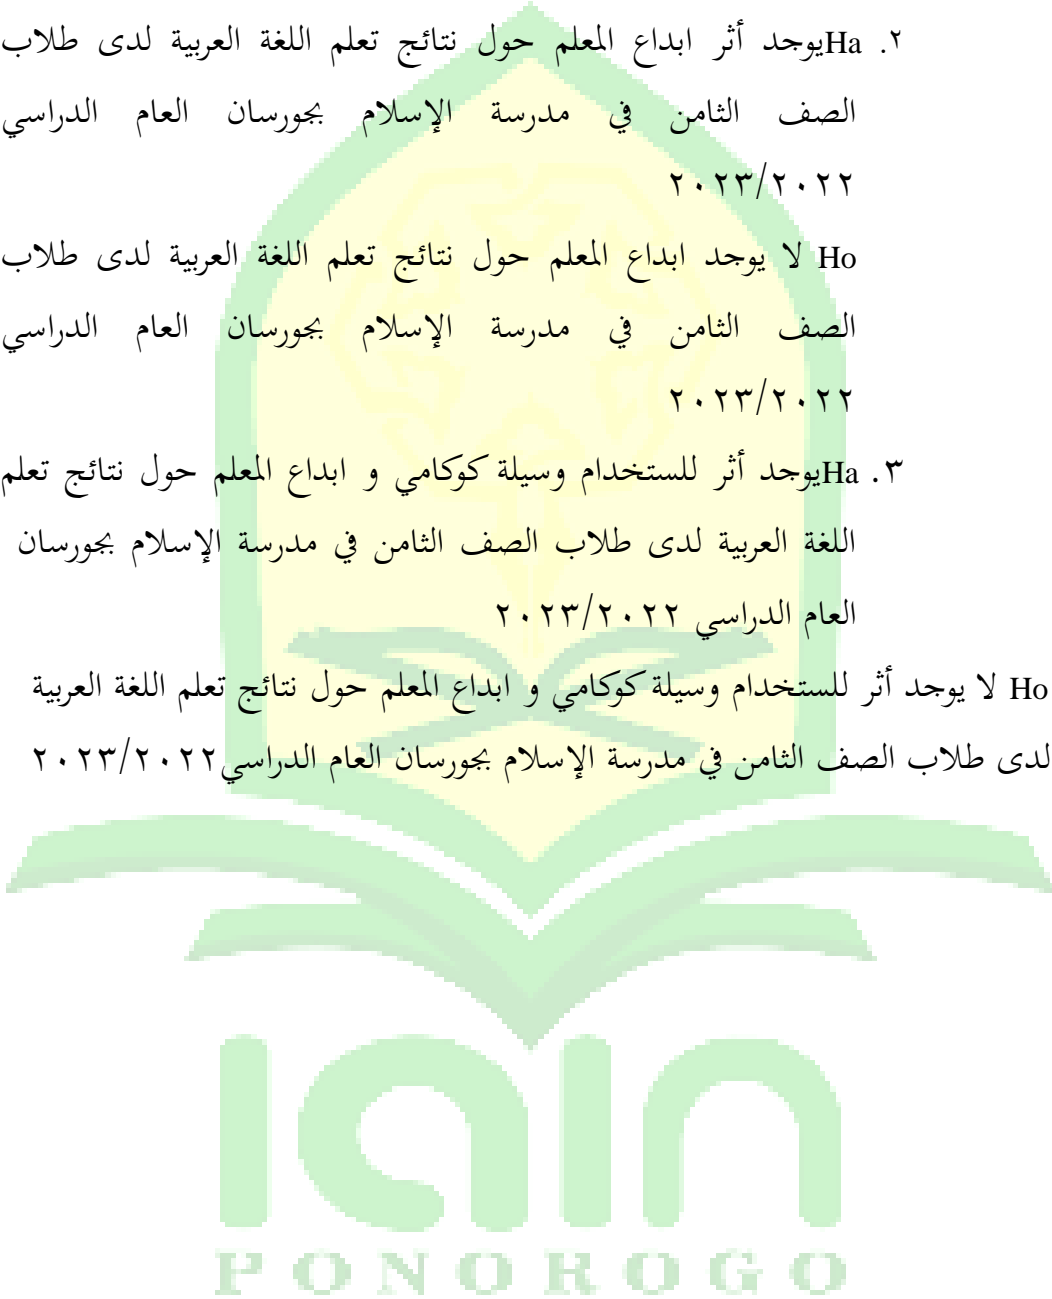 ٢. Haيوجد أثر ابداع المعلم حول نتائج تعلم اللغة العربية لدى طلاب
الصف الثامن في مدرسة الإسلام بجورسان العام الدراسي
٢٠٢٣/٢٠٢٢
Ho لا يوجد ابداع المعلم حول نتائج تعلم اللغة العربية لدى طلاب
الصف الثامن في مدرسة الإسلام بجورسان العام الدراسي
٢٠٢٣/٢٠٢٢
٣. Haيوجد أثر للستخدام وسيلة كوكامي و ابداع المعلم حول نتائج تعلم
اللغة العربية لدى طلاب الصف الثامن في مدرسة الإسلام بجورسان
العام الدراسي ٢٠٢٣/٢٠٢٢
Ho لا يوجد أثر للستخدام وسيلة كوكامي و ابداع المعلم حول نتائج تعلم اللغة العربية
لدى طلاب الصف الثامن في مدرسة الإسلام بجورسان العام الدراسي٢٠٢٣/٢٠٢٢
iain
PONOROGO